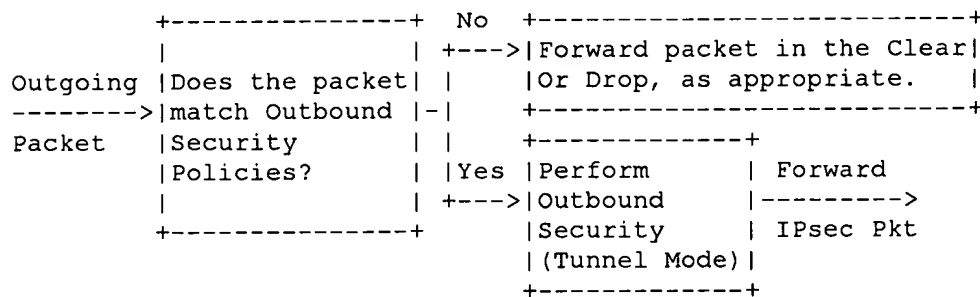 No
Forward packet in the Clear
Or Drop, as appropriate.
Outgoing
Packet
Does the packet
match Outbound
Security
Policies?
Yes
Perform
Outbound
Security
(Tunnel Mode)
Forward
IPsec Pkt